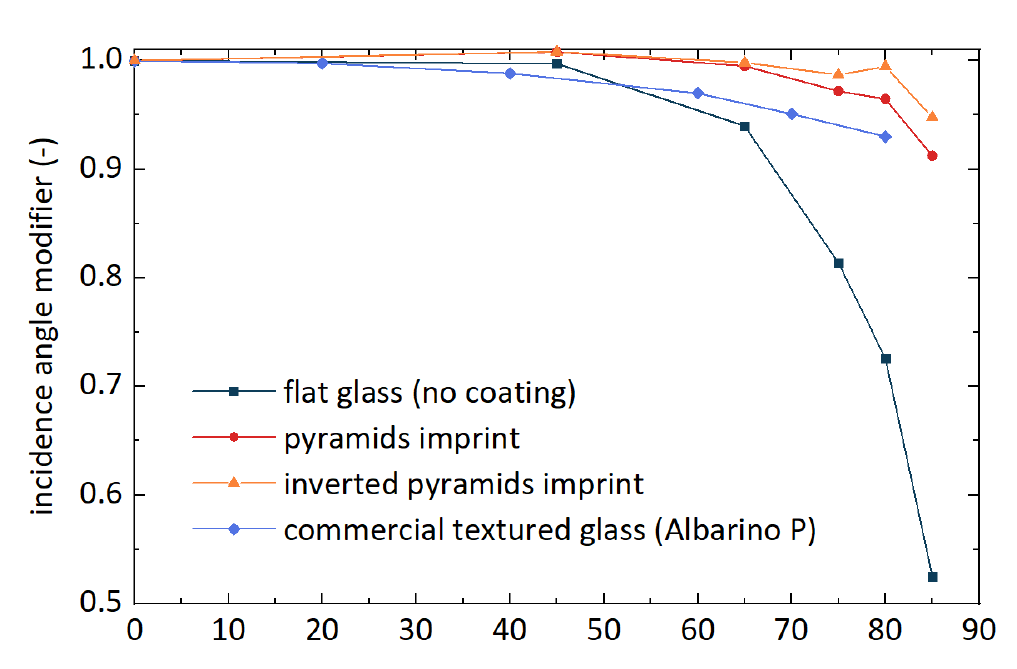 incidence angle modifier (-)
1.0
0.9
0.8
0.7
0.6
0.5
flat glass (no coating)
pyramids imprint
inverted pyramids imprint
commercial textured glass (Albarino P)
0 10 20 30 40 50 60 70 80 90